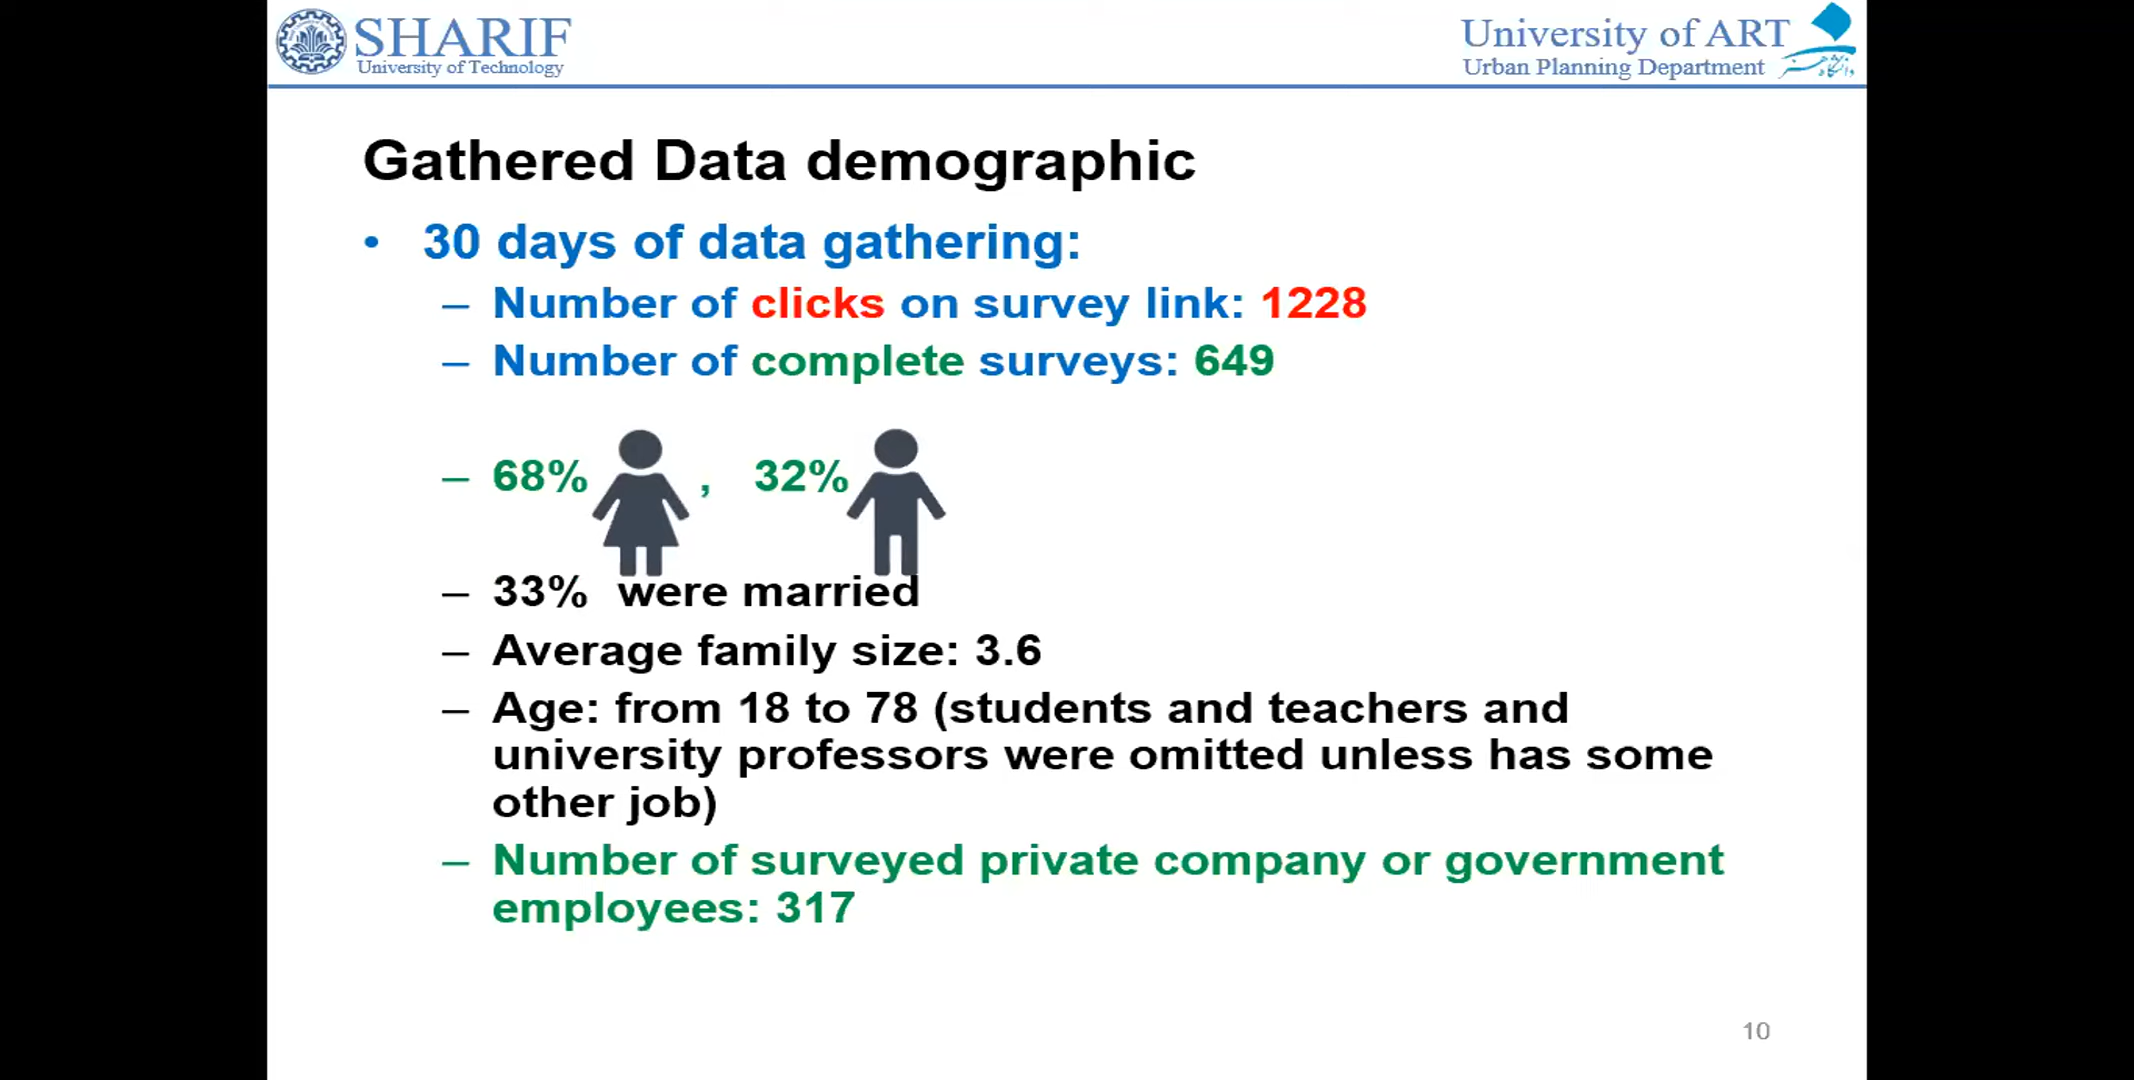 SHARIF
University of Technology
University of ART
Urban Planning Department
دانشگاه هنر
Gathered Data demographic
• 30 days of data gathering:
– Number of clicks on survey link: 1228
– Number of complete surveys: 649
– 68% , 32%
– 33% were married
– Average family size: 3.6
– Age: from 18 to 78 (students and teachers and
university professors were omitted unless has some
other job)
– Number of surveyed private company or government
employees: 317
10